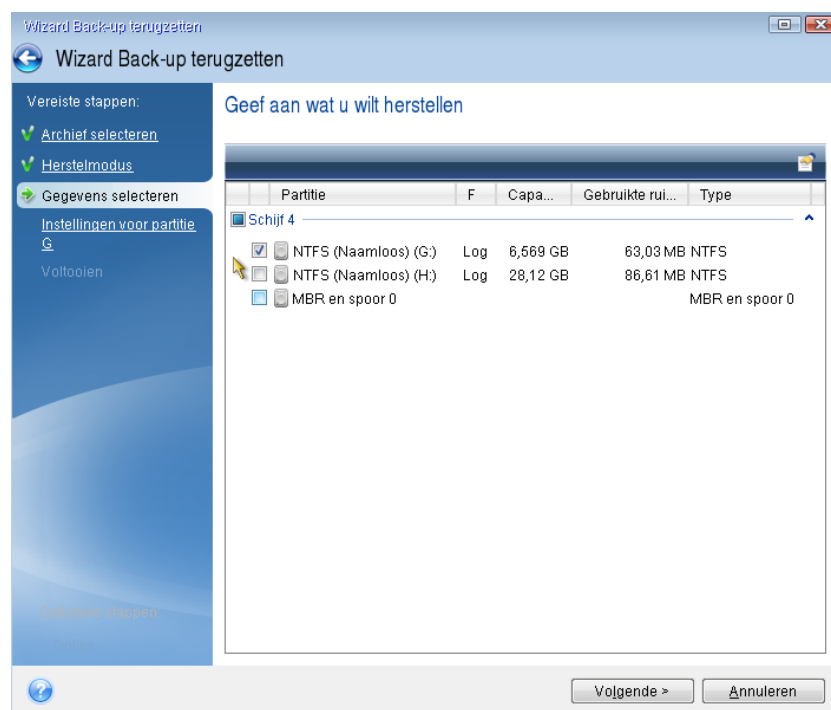 Wizard Back-up terugzetten
Wizard Back-up terugzetten
Vereiste stappen:
Archief selecteren
Herstelmodus
Gegevens selecteren
Instellingen voor partitie
G
Voltooien
Geef aan wat u wilt herstellen
Partitie F Capa... Gebruikte rui... Type
Schijf 4
NTFS (Naamloos) (G:) Log 6,569 GB 63,03 MB NTFS
NTFS (Naamloos) (H:) Log 28,12 GB 86,61 MB NTFS
MBR en spoor 0 MBR en spoor 0
stappen:
Volgende > Annuleren